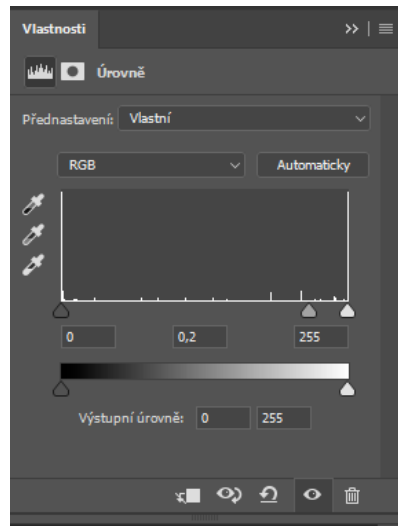 Vlastnosti
Úrovně
Přednastavení: Vlastní
RGB Automaticky
0 0,2 255
Výstupní úrovně: 0 255